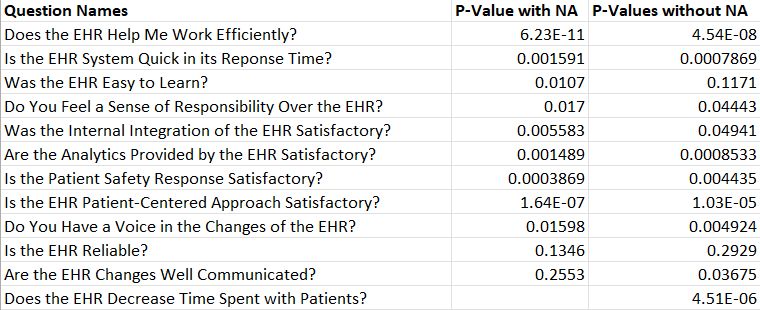 Question Names P-Value with NA P-Values without NA
Does the EHR Help Me Work Efficiently? 6.23E-11 4.54E-08
Is the EHR System Quick in its Reponse Time? 0.001591 0.0007869
Was the EHR Easy to Learn? 0.0107 0.1171
Do You Feel a Sense of Responsibility Over the EHR? 0.017 0.04443
Was the Internal Integration of the EHR Satisfactory? 0.005583 0.04941
Are the Analytics Provided by the EHR Satisfactory? 0.001489 0.0008533
Is the Patient Safety Response Satisfactory? 0.0003869 0.004435
Is the EHR Patient-Centered Approach Satisfactory? 1.64E-07 1.03E-05
Do You Have a Voice in the Changes of the EHR? 0.01598 0.004924
Is the EHR Reliable? 0.1346 0.2929
Are the EHR Changes Well Communicated? 0.2553 0.03675
Does the EHR Decrease Time Spent with Patients? 4.51E-06